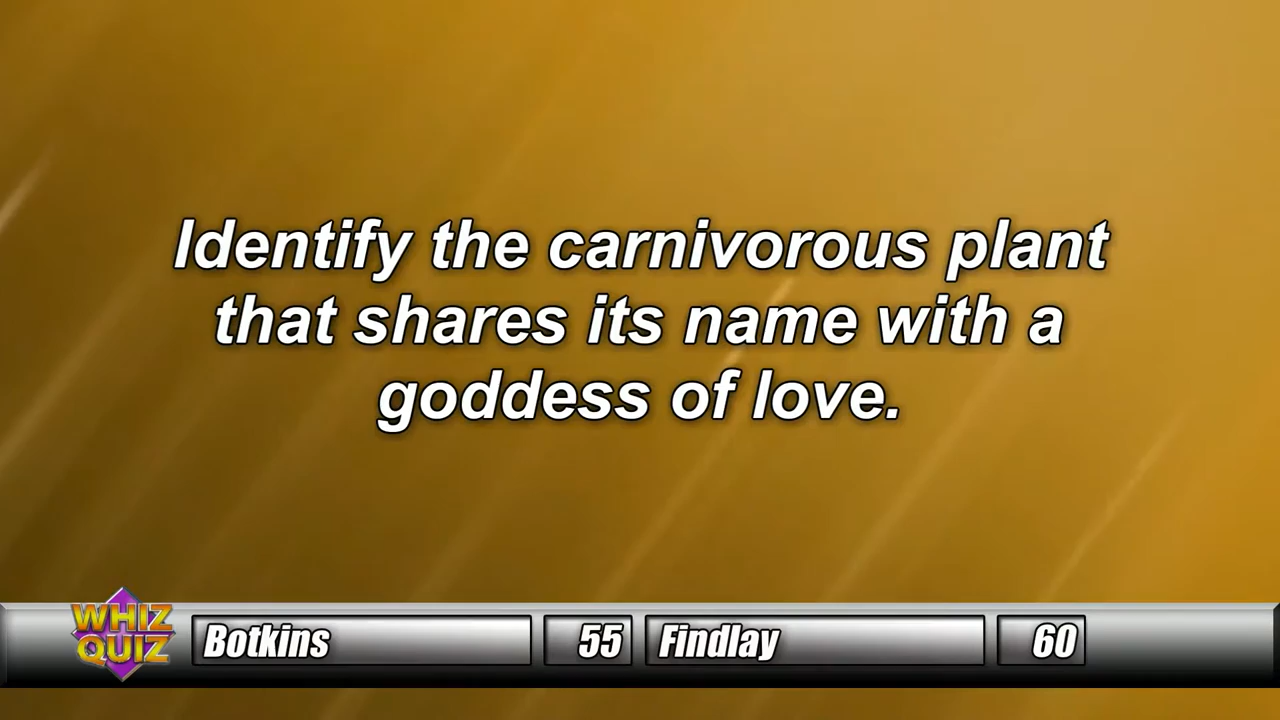 Identify the carnivorous plant
that shares its name with a
goddess of love.
WHIZ
QUIZ
Botkins 55 Findlay 60